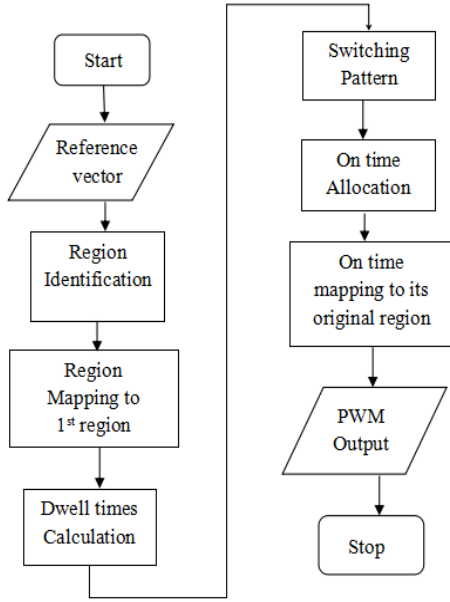 Start
Reference
vector
Region
Identification
Region
Mapping to
1st region
Dwell times
Calculation
Switching
Pattern
On time
Allocation
On time
mapping to its
original region
PWM
Output
Stop